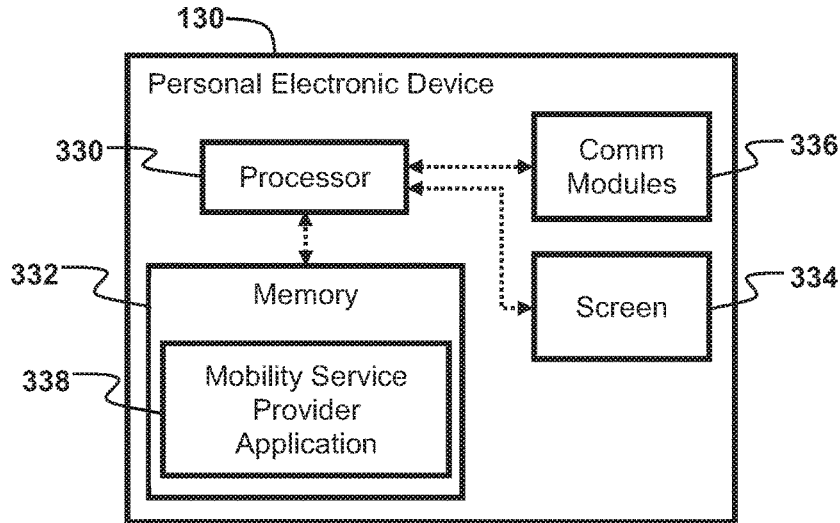 130
Personal Electronic Device
330
Processor
Comm
Modules
336
332
Memory
Screen
334
338
Mobility Service
Provider
Application